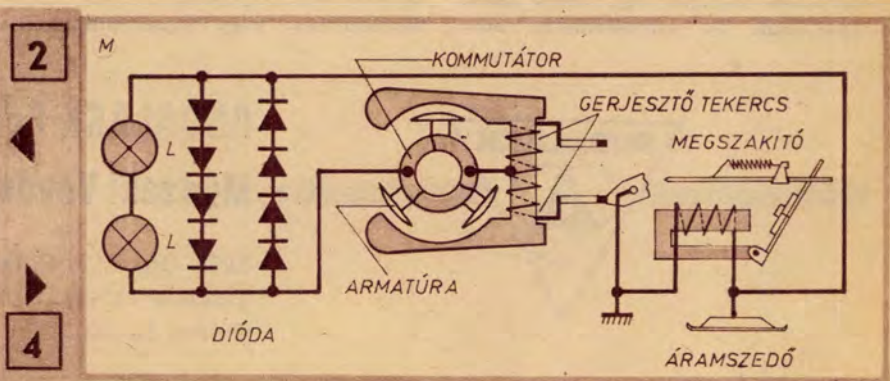 2
4
M
KOMMUTÁTOR
GERJESZTŐ TEKERCS
MEGSZAKITÓ
L
L
ARMATÚRA
DIÓDA
ÁRAMSZEDŐ